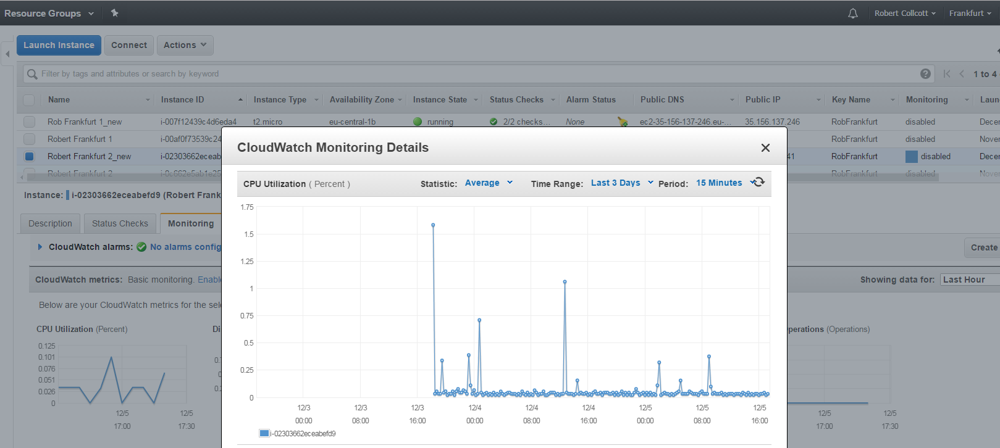 Resource Groups
Robert Collcott
Frankfurt
Launch Instance
Connect
Actions
Filter by tags and attributes or search by keyword
1 to 4
Name
Instance ID
Instance Type
Availability Zone
Instance State
Status Checks
Alarm Status
Public DNS
Public IP
Key Name
Monitoring
Rob Frankfurt 1_new
i-007f12439c4d6eda4
t2.micro
eu-central-1b
running
2/2 checks...
None
ec2-35-156-137-246.eu-...
35.156.137.246
RobFrankfurt
disabled
Robert Frankfurt 1
RobFrankfurt
disabled
Robert Frankfurt 2_new
RobFrankfurt
disabled
Robert Frankfurt 2
RobFrankfurt
disabled
CloudWatch Monitoring Details
CPU Utilization ( Percent )
Statistic: Average
Time Range: Last 3 Days
Period: 15 Minutes
1.75
1.5
1.25
1
0.75
0.5
0.25
0
12/3 12/3 12/3 12/4 12/4 12/4 12/5 12/5 12/5
00:00 08:00 16:00 00:00 08:00 16:00 00:00 08:00 16:00
i-02303662eceabefd9
Instance: i-02303662eceabefd9 (Robert Frank
Description
Status Checks
Monitoring
CloudWatch alarms: No alarms config
Create
CloudWatch metrics: Basic monitoring. Enable
Showing data for: Last Hour
Below are your CloudWatch metrics for the sel
CPU Utilization (Percent)
0.125
0.101
0.076
0.051
0.026
0
12/5 12/5
17:00 17:30
perations (Operations)
12/5 12/5
17:00 17:30